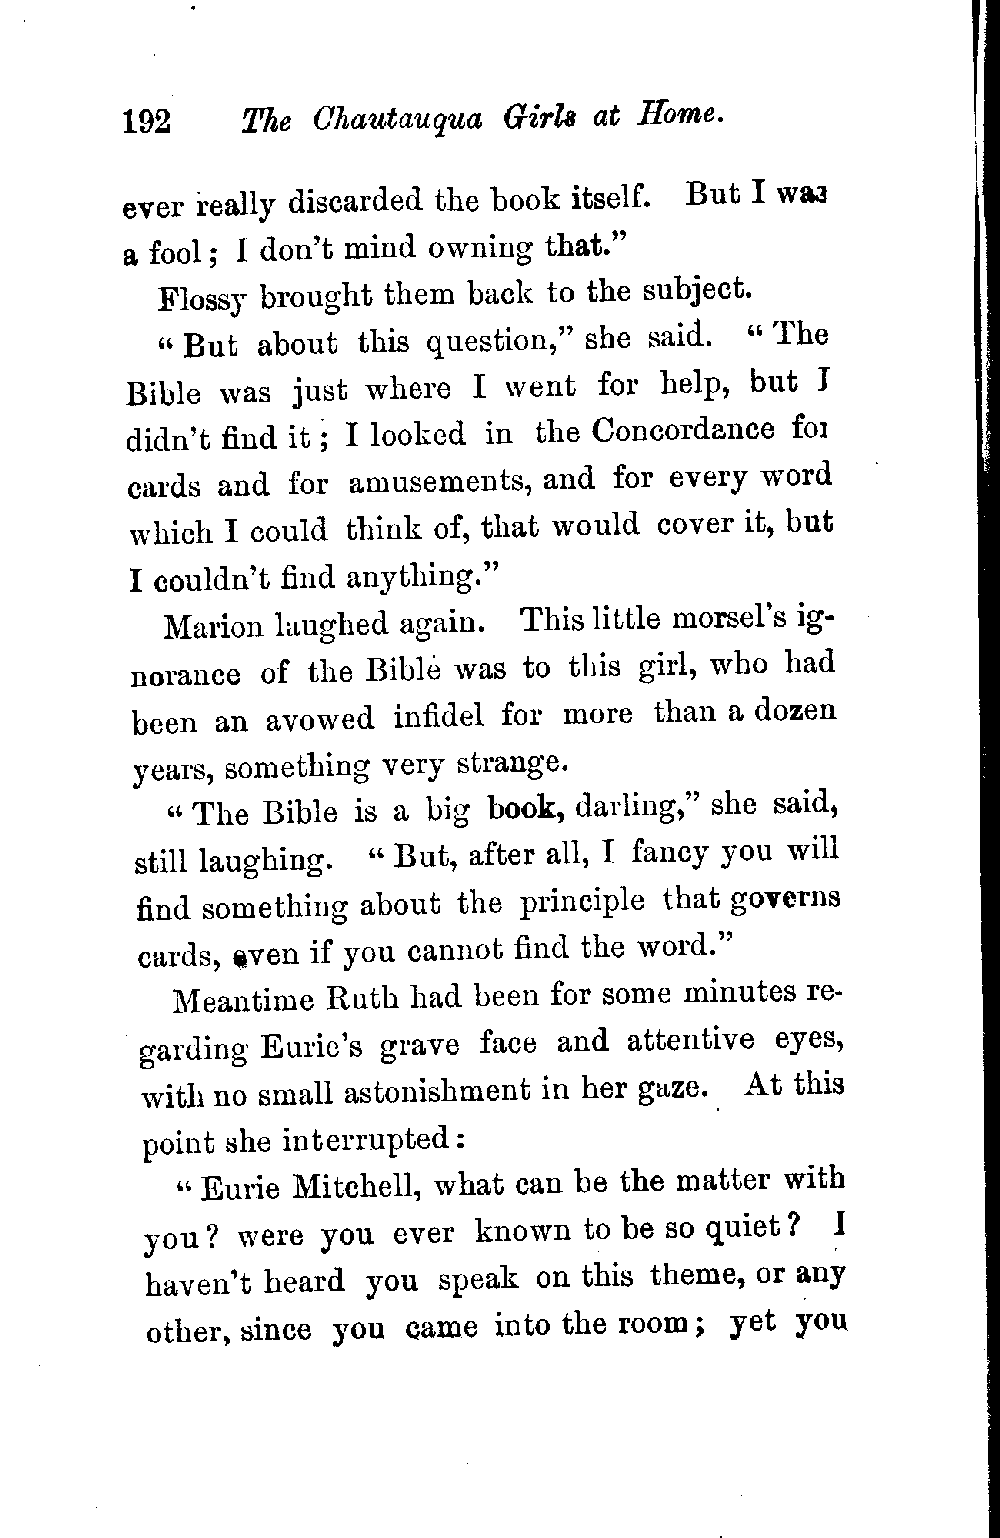 192 The Chautauqua Girls at Home.
ever really discarded the book itself. But I was
a fool; I don't mind owning that."
Flossy brought them back to the subject.
"But about this question," she said. "The
Bible was just where I went for help, but I
didn't find it; I looked in the Concordance for
cards and for amusements, and for every word
which I could think of, that would cover it, but
I couldn't find anything."
Marion laughed again. This little morsel's ig-
norance of the Bible was to this girl, who had
been an avowed infidel for more than a dozen
years, something very strange.
"The Bible is a big book, darling," she said,
still laughing. "But, after all, I fancy you will
find something about the principle that governs
cards, even if you cannot find the word."
Meantime Ruth had been for some minutes re-
garding Eurie's grave face and attentive eyes,
with no small astonishment in her gaze. At this
point she interrupted:
"Eurie Mitchell, what can be the matter with
you? were you ever known to be so quiet? I
haven't heard you speak on this theme, or any
other, since you came into the room; yet you